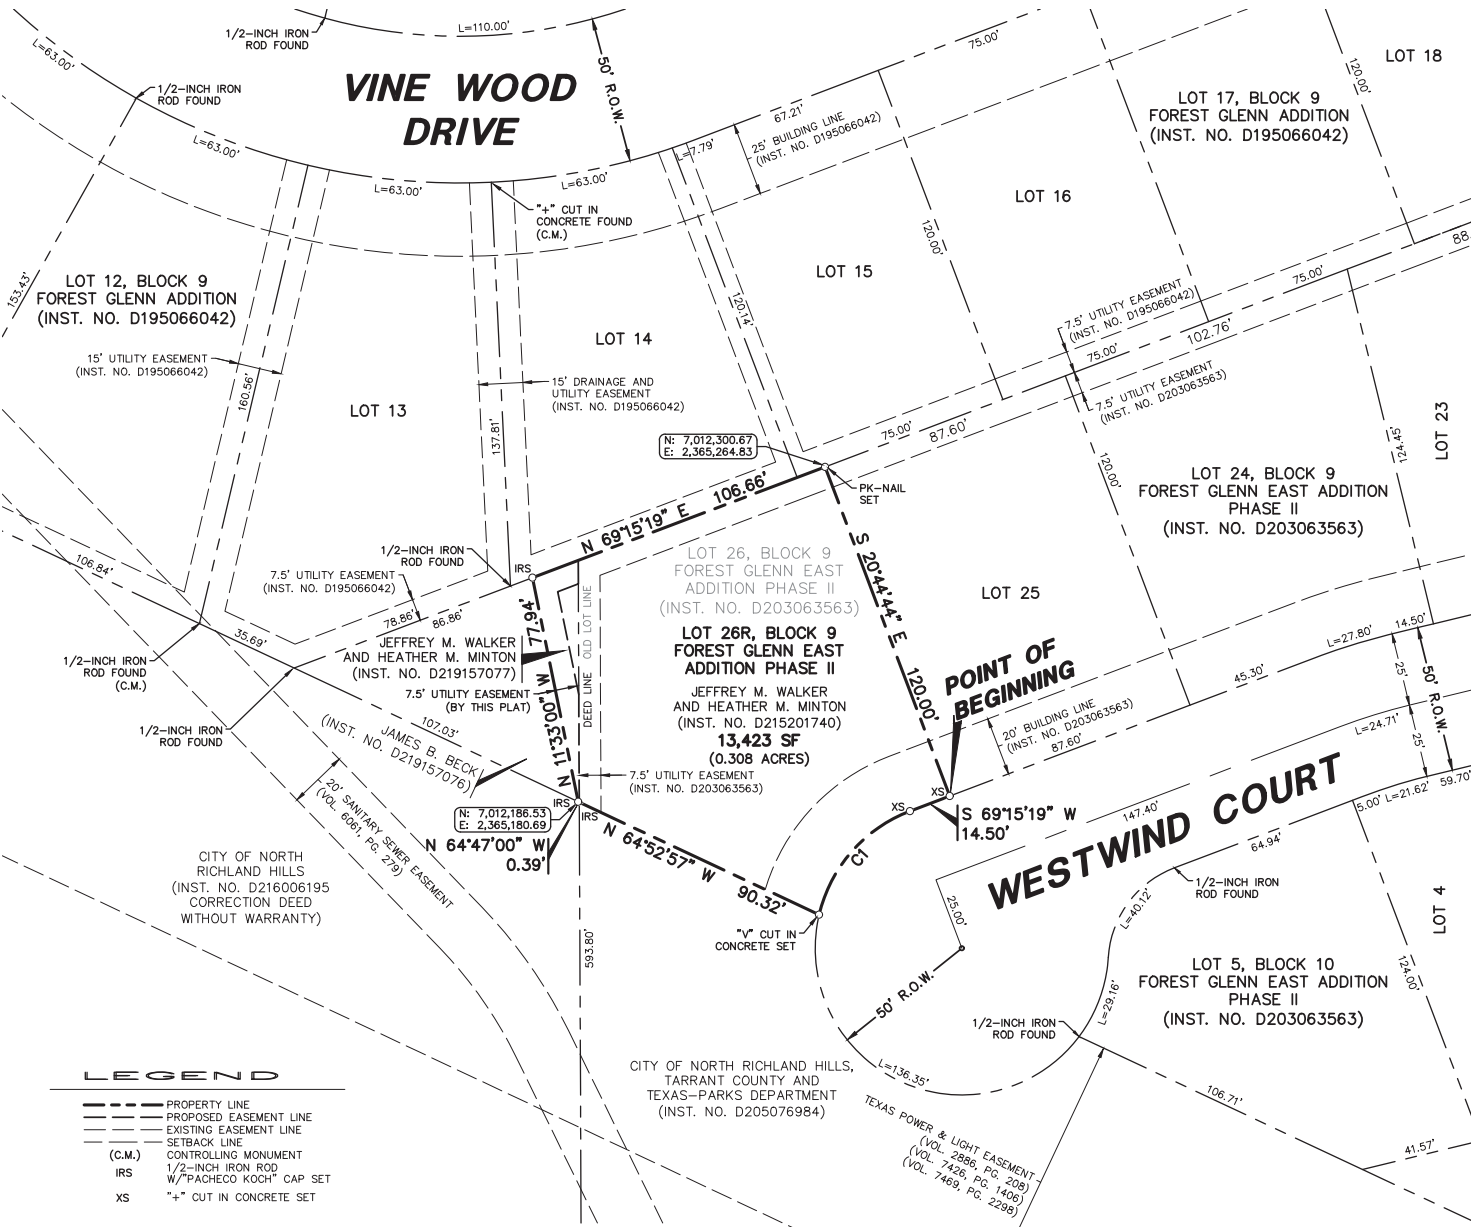 L=63.00'
1/2-INCH IRON
ROD FOUND
L=110.00'
50' R.O.W.
VINE WOOD
DRIVE
1/2-INCH IRON
ROD FOUND
L=63.00'
L=63.00'
L=63.00'
L=7.79'
67.21'
25' BUILDING LINE
(INST. NO. D195066042)
75.00'
120.00'
LOT 18
LOT 17, BLOCK 9
FOREST GLENN ADDITION
(INST. NO. D195066042)
LOT 16
120.00'
"+" CUT IN
CONCRETE FOUND
(C.M.)
LOT 15
88.
75.00'
153.43'
LOT 12, BLOCK 9
FOREST GLENN ADDITION
(INST. NO. D195066042)
15' UTILITY EASEMENT
(INST. NO. D195066042)
160.56'
LOT 13
LOT 14
120.14'
15' DRAINAGE AND
UTILITY EASEMENT
(INST. NO. D195066042)
137.81'
7.5' UTILITY EASEMENT
(INST. NO. D195066042)
102.76'
75.00'
7.5' UTILITY EASEMENT
(INST. NO. D203063563)
75.00'
87.60'
N: 7,012,300.67
E: 2,365,264.83
PK-NAIL
SET
120.00'
124.45'
LOT 23
LOT 24, BLOCK 9
FOREST GLENN EAST ADDITION
PHASE II
(INST. NO. D203063563)
N 69°15'19" E 106.66'
1/2-INCH IRON
ROD FOUND
IRS
106.84'
7.5' UTILITY EASEMENT
(INST. NO. D195066042)
78.86'
86.86'
35.69'
1/2-INCH IRON
ROD FOUND
(C.M.)
1/2-INCH IRON
ROD FOUND
JEFFREY M. WALKER
AND HEATHER M. MINTON
(INST. NO. D219157077)
7.5' UTILITY EASEMENT
(BY THIS PLAT)
N 11°33'00" W 77.94'
DEED LINE
OLD LOT LINE
LOT 26, BLOCK 9
FOREST GLENN EAST
ADDITION PHASE II
(INST. NO. D203063563)
LOT 26R, BLOCK 9
FOREST GLENN EAST
ADDITION PHASE II
JEFFREY M. WALKER
AND HEATHER M. MINTON
(INST. NO. D215201740)
13,423 SF
(0.308 ACRES)
7.5' UTILITY EASEMENT
(INST. NO. D203063563)
S 20°44'44" E 120.00'
LOT 25
POINT OF
BEGINNING
20' BUILDING LINE
(INST. NO. D203063563)
87.60'
45.30'
L=27.80'
14.50'
25'
25'
50' R.O.W.
L=24.71'
59.70'
L=21.62'
5.00'
107.03'
JAMES B. BECK
(INST. NO. D219157076)
20' SANITARY SEWER EASEMENT
(VOL. 6061, PG. 279)
N: 7,012,186.53
E: 2,365,180.69
IRS
IRS
N 64°47'00" W
0.39'
N 64°52'57" W 90.32'
XS
XS
S 69°15'19" W
14.50'
C1
147.40'
WESTWIND COURT
64.94'
25.00'
1/2-INCH IRON
ROD FOUND
L=40.12'
LOT 4
"V" CUT IN
CONCRETE SET
CITY OF NORTH
RICHLAND HILLS
(INST. NO. D216006195
CORRECTION DEED
WITHOUT WARRANTY)
593.80'
50' R.O.W.
L=29.16'
LOT 5, BLOCK 10
FOREST GLENN EAST ADDITION
PHASE II
(INST. NO. D203063563)
124.00'
1/2-INCH IRON
ROD FOUND
L=136.35'
CITY OF NORTH RICHLAND HILLS,
TARRANT COUNTY AND
TEXAS-PARKS DEPARTMENT
(INST. NO. D205076984)
TEXAS POWER & LIGHT EASEMENT
(VOL. 2886, PG. 208)
(VOL. 7426, PG. 1406)
(VOL. 7469, PG. 2298)
106.71'
41.57'
LEGEND
PROPERTY LINE
PROPOSED EASEMENT LINE
EXISTING EASEMENT LINE
SETBACK LINE
(C.M.) CONTROLLING MONUMENT
IRS 1/2-INCH IRON ROD
W/"PACHECO KOCH" CAP SET
XS "+" CUT IN CONCRETE SET